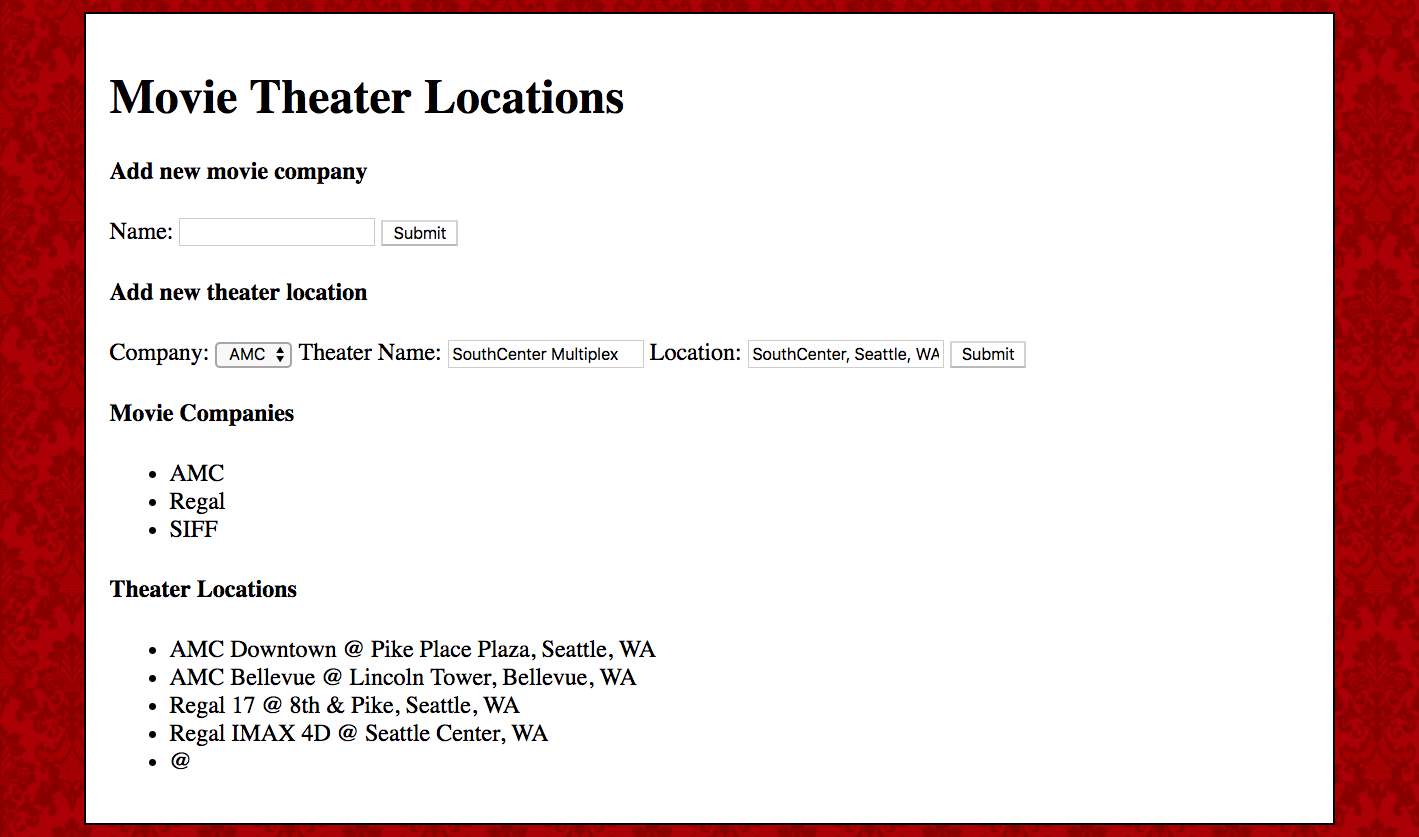 Movie Theater Locations
Add new movie company
Name: Submit
Add new theater location
Company: AMC Theater Name: SouthCenter Multiplex Location: SouthCenter, Seattle, WA Submit
Movie Companies
• AMC
• Regal
• SIFF
Theater Locations
• AMC Downtown @ Pike Place Plaza, Seattle, WA
• AMC Bellevue @ Lincoln Tower, Bellevue, WA
• Regal 17 @ 8th & Pike, Seattle, WA
• Regal IMAX 4D @ Seattle Center, WA
• @